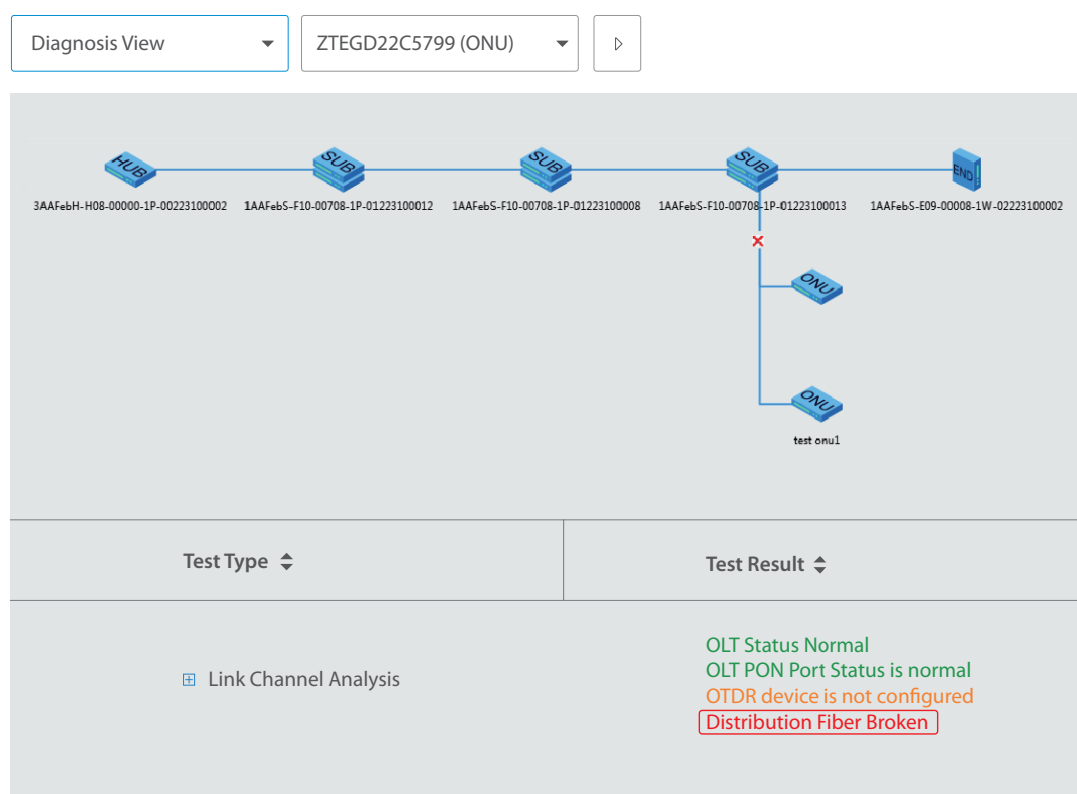 Diagnosis View
ZTEGD22C5799 (ONU)
HUB
SUB
SUB
SUB
END
3AAFebH-H08-00000-1P-00223100002
1AAFebS-F10-00708-1P-01223100012
1AAFebS-F10-00708-1P-01223100008
1AAFebS-F10-00708-1P-01223100013
1AAFebS-E09-00008-1W-02223100002
ONU
ONU
test onu1
Test Type
Test Result
Link Channel Analysis
OLT Status Normal
OLT PON Port Status is normal
OTDR device is not configured
Distribution Fiber Broken